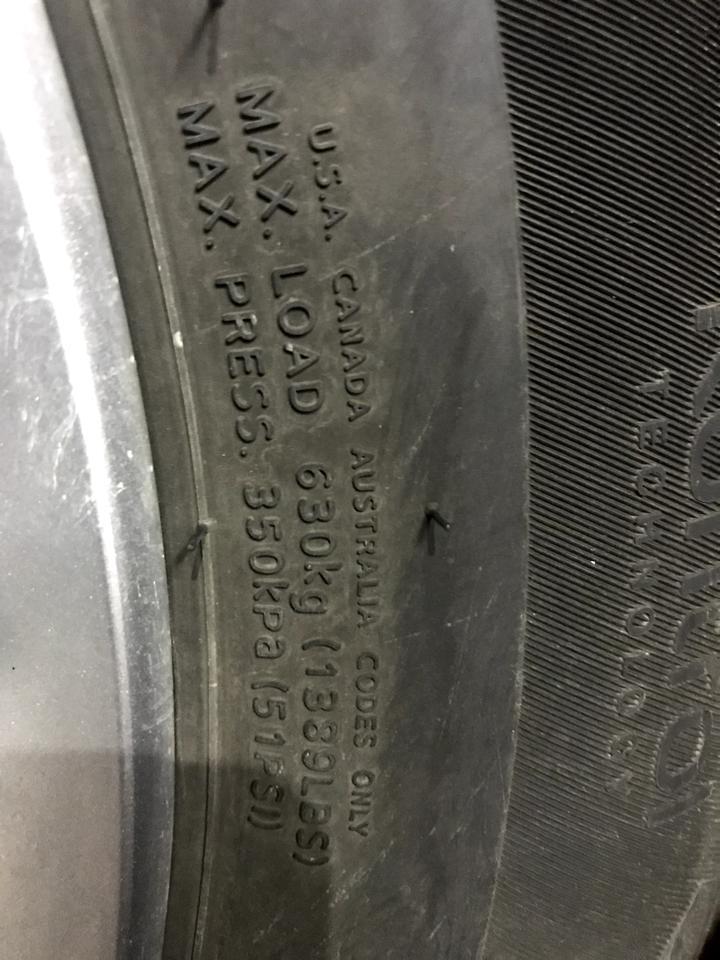 U.S.A. CANADA AUSTRALIA CODES ONLY
MAX. LOAD 630kg (1389LBS)
MAX. PRESS. 350kPa (51PSI)
TECHNOLOGY